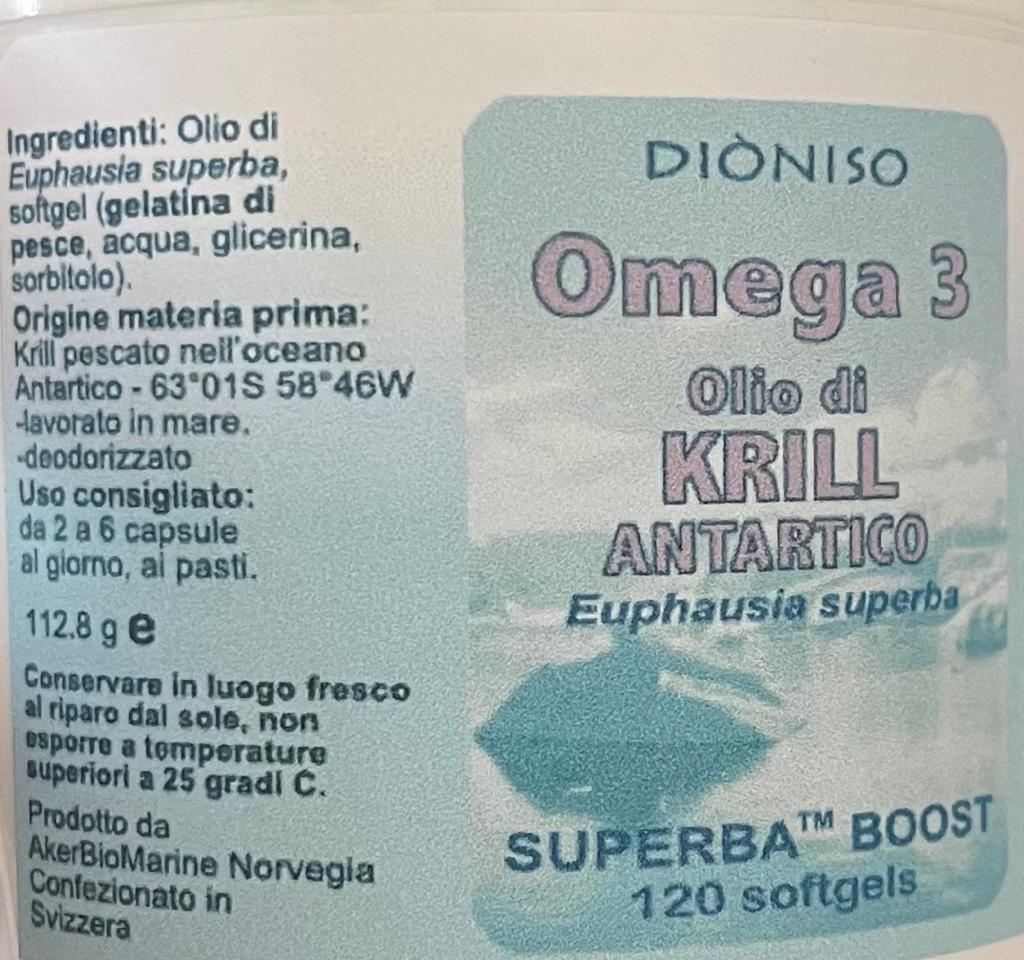 Ingredienti: Olio di
Euphausia superba,
softgel (gelatina di
pesce, acqua, glicerina,
sorbitolo).
Origine materia prima:
Krill pescato nell'oceano
Antartico - 63°01S 58°46W
-lavorato in mare.
-deodorizzato
Uso consigliato:
da 2 a 6 capsule
al giorno, ai pasti.
112.8 g e
Conservare in luogo fresco
al riparo dal sole, non
esporre a temperature
superiori a 25 gradi C.
Prodotto da
AkerBioMarine Norvegia
Confezionato in
Svizzera
DIÒNISO
Omega 3
Olio di
KRILL
ANTARTICO
Euphausia superba
SUPERBA™ BOOST
120 softgels